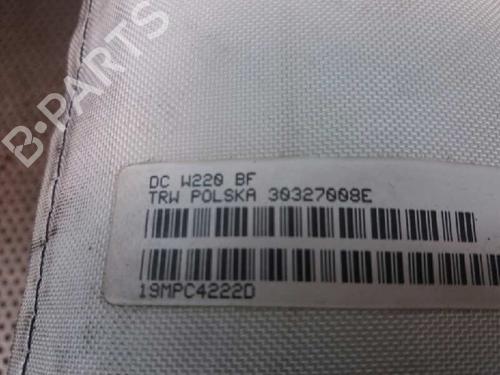 B-PARTS
DC W220 BF
TRW POLSKA 30327008E
19MPC4222D